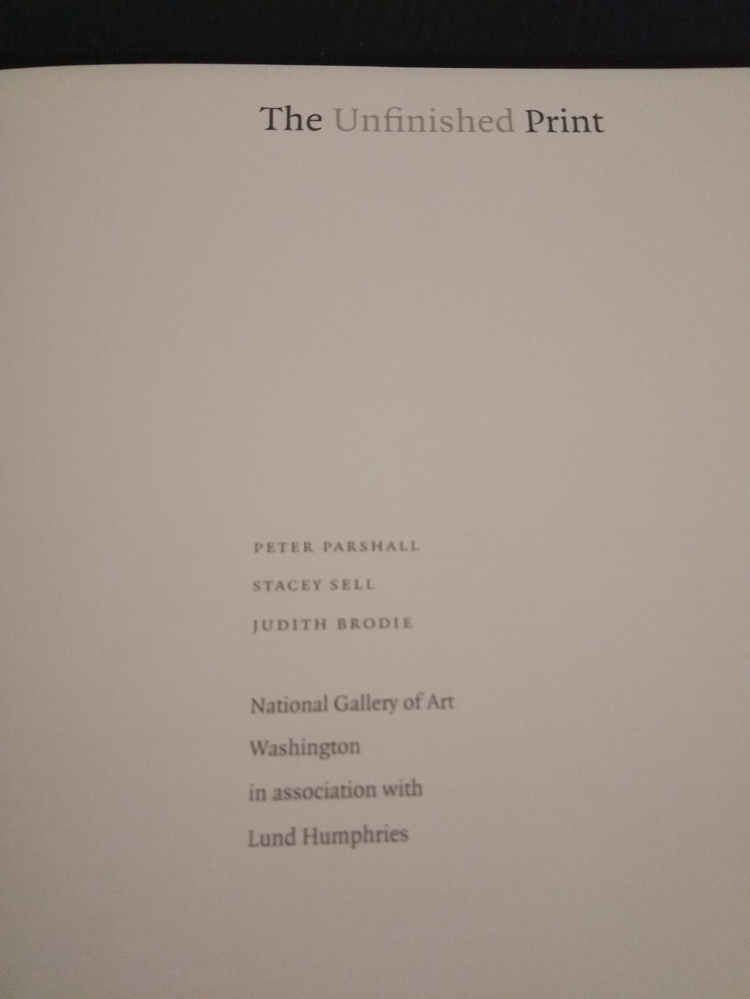 The Unfinished Print
PETER PARSHALL
STACEY SELL
JUDITH BRODIE
National Gallery of Art
Washington
in association with
Lund Humphries